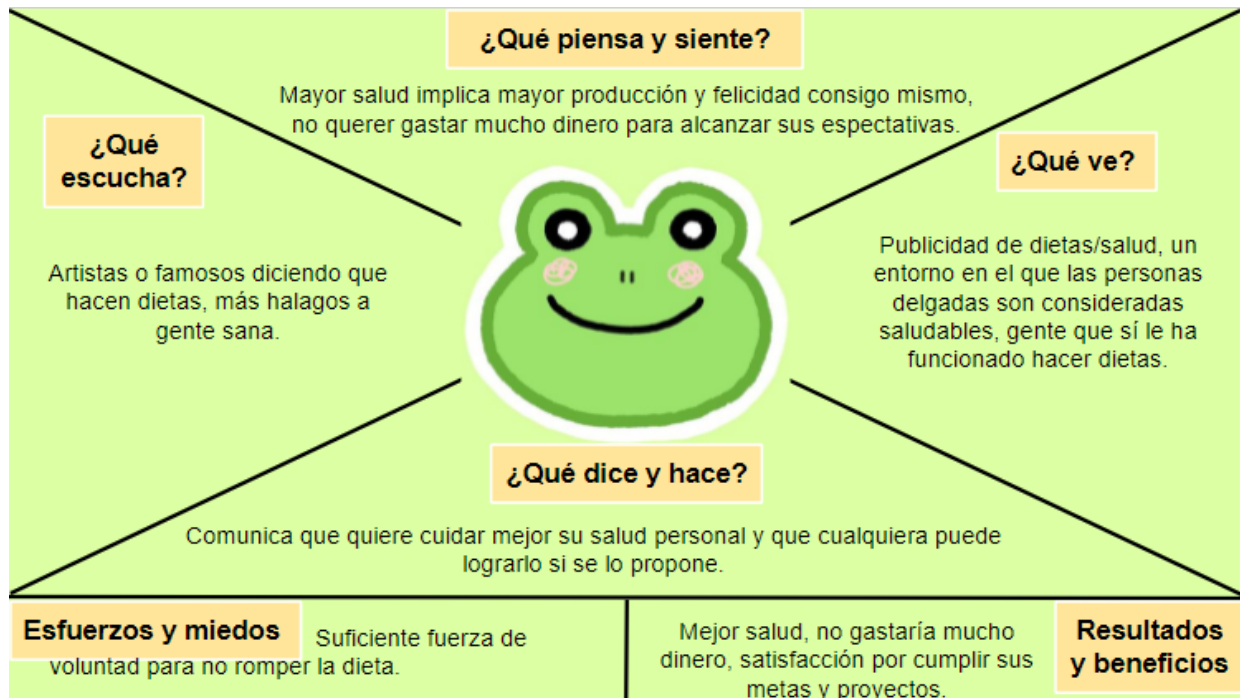 ¿Qué piensa y siente?
Mayor salud implica mayor producción y felicidad consigo mismo,
no querer gastar mucho dinero para alcanzar sus espectativas.
¿Qué
escucha?
Artistas o famosos diciendo que
hacen dietas, más halagos a
gente sana.
¿Qué ve?
Publicidad de dietas/salud, un
entorno en el que las personas
delgadas son consideradas
saludables, gente que sí le ha
funcionado hacer dietas.
¿Qué dice y hace?
Comunica que quiere cuidar mejor su salud personal y que cualquiera puede
lograrlo si se lo propone.
Esfuerzos y miedos
Suficiente fuerza de
voluntad para no romper la dieta.
Resultados
y beneficios
Mejor salud, no gastaría mucho
dinero, satisfacción por cumplir sus
metas y proyectos.